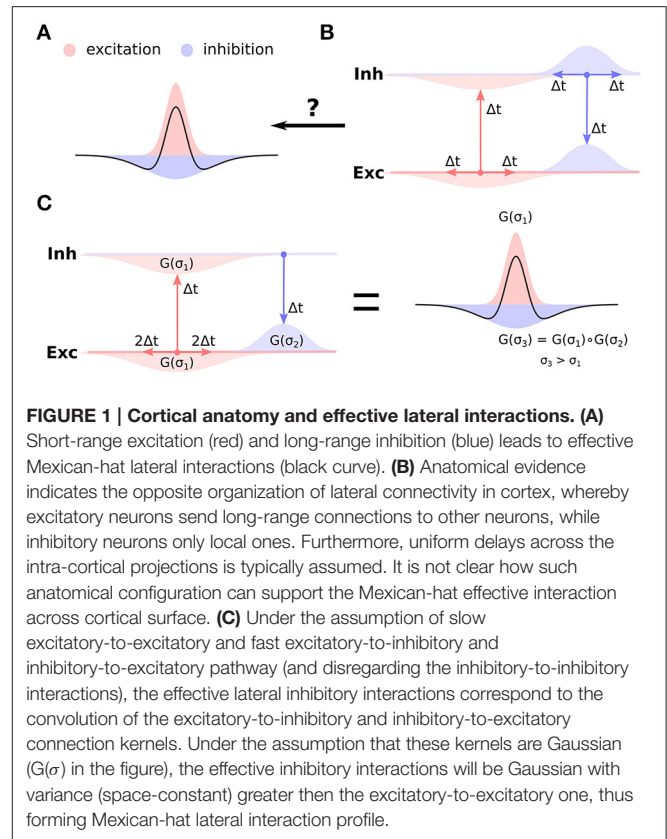 A
excitation inhibition
?
B
Inh
Δt Δt
Δt
Δt
Δt Δt
Exc
C
Inh
G(σ1)
Δt
Δt
2Δt 2Δt
G(σ2)
Exc
G(σ1)
=
G(σ1)
G(σ3) = G(σ1)∘G(σ2)
σ3 > σ1
FIGURE 1 | Cortical anatomy and effective lateral interactions. (A)
Short-range excitation (red) and long-range inhibition (blue) leads to effective
Mexican-hat lateral interactions (black curve). (B) Anatomical evidence
indicates the opposite organization of lateral connectivity in cortex, whereby
excitatory neurons send long-range connections to other neurons, while
inhibitory neurons only local ones. Furthermore, uniform delays across the
intra-cortical projections is typically assumed. It is not clear how such
anatomical configuration can support the Mexican-hat effective interaction
across cortical surface. (C) Under the assumption of slow
excitatory-to-excitatory and fast excitatory-to-inhibitory and
inhibitory-to-excitatory pathway (and disregarding the inhibitory-to-inhibitory
interactions), the effective lateral inhibitory interactions correspond to the
convolution of the excitatory-to-inhibitory and inhibitory-to-excitatory
connection kernels. Under the assumption that these kernels are Gaussian
(G(σ) in the figure), the effective inhibitory interactions will be Gaussian with
variance (space-constant) greater then the excitatory-to-excitatory one, thus
forming Mexican-hat lateral interaction profile.